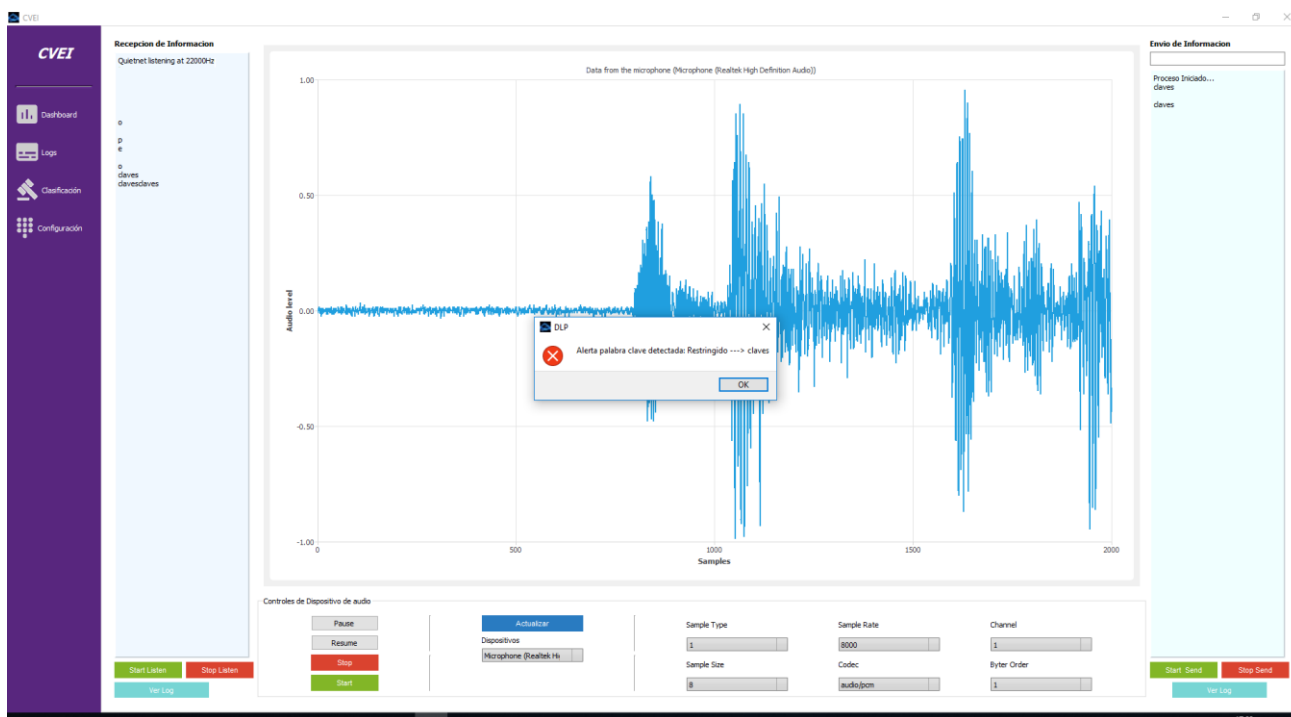 CVEI
CVEI
Dashboard
Logs
Clasificación
Configuración
Recepcion de Informacion
Quietnet listening at 22000Hz
o
p
e
o
claves
clavesclaves
Start Listen
Stop Listen
Ver Log
Data from the microphone (Microphone (Realtek High Definition Audio))
1.00
0.50
0.00
-0.50
-1.00
Audio level
0
500
1000
1500
2000
Samples
DLP
Alerta palabra clave detectada: Restringido ---> claves
OK
Controles de Dispositivo de audio
Pause
Resume
Stop
Start
Actualizar
Dispositivos
Microphone (Realtek Hi
Sample Type
1
Sample Rate
8000
Channel
1
Sample Size
8
Codec
audio/pcm
Byter Order
1
Envio de Informacion
Proceso Iniciado...
claves
claves
Start Send
Stop Send
Ver Log